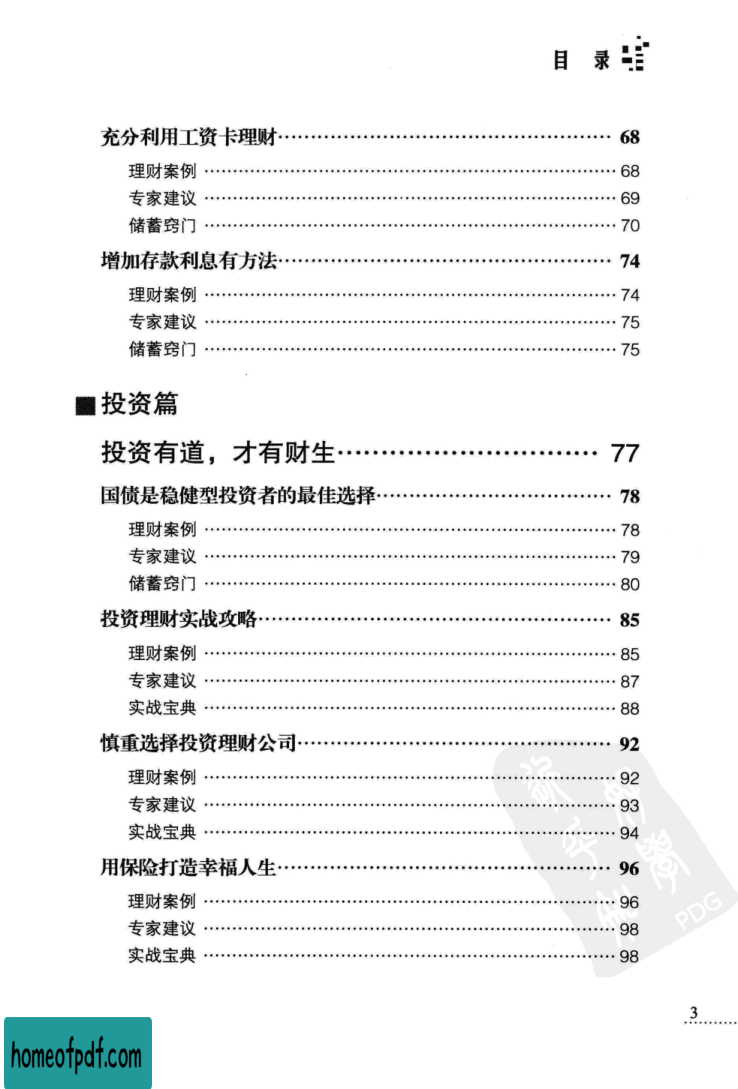 目 录
充分利用工资卡理财…………………………………… 68
理财案例 …………………………………………… 68
专家建议 …………………………………………… 69
储蓄窍门 …………………………………………… 70
增加存款利息有方法…………………………………… 74
理财案例 …………………………………………… 74
专家建议 …………………………………………… 75
储蓄窍门 …………………………………………… 75
■投资篇
投资有道，才有财生…………………………… 77
国债是稳健型投资者的最佳选择………………………… 78
理财案例 …………………………………………… 78
专家建议 …………………………………………… 79
储蓄窍门 …………………………………………… 80
投资理财实战攻略……………………………………… 85
理财案例 …………………………………………… 85
专家建议 …………………………………………… 87
实战宝典 …………………………………………… 88
慎重选择投资理财公司………………………………… 92
理财案例 …………………………………………… 92
专家建议 …………………………………………… 93
实战宝典 …………………………………………… 94
用保险打造幸福人生…………………………………… 96
理财案例 …………………………………………… 96
专家建议 …………………………………………… 98
实战宝典 …………………………………………… 98
PDG
3
homeofpdf.com